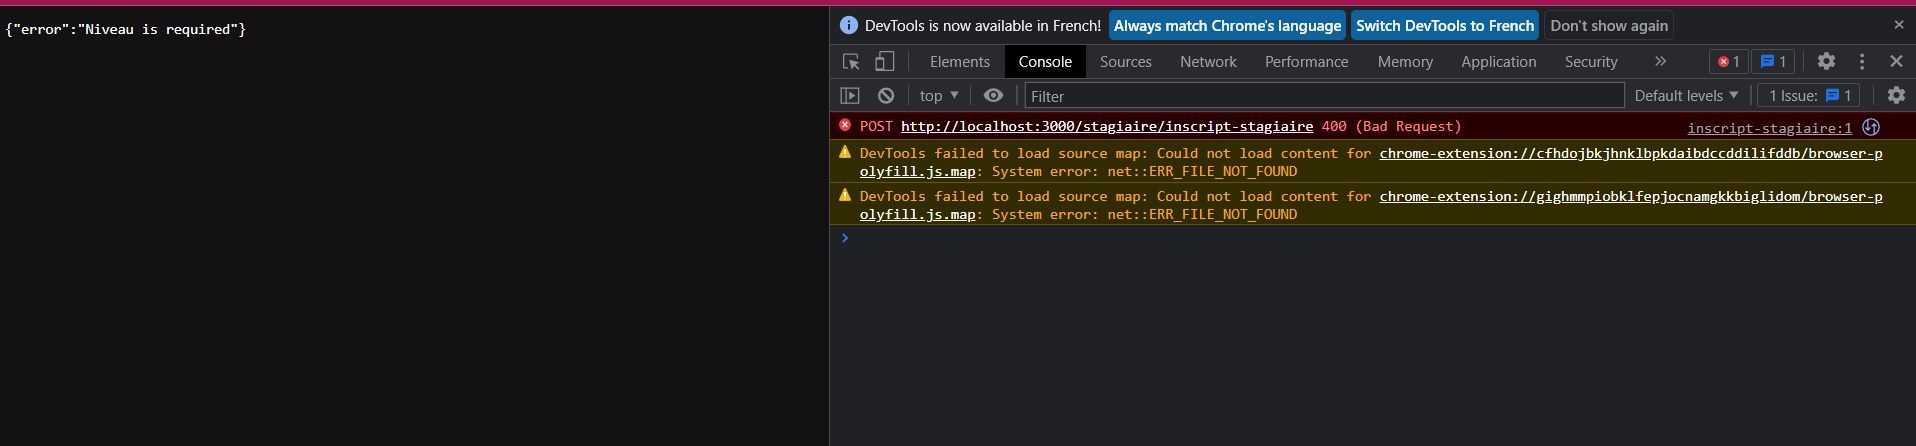 {"error":"Niveau is required"}
DevTools is now available in French! Always match Chrome's language Switch DevTools to French Don't show again
Elements Console Sources Network Performance Memory Application Security » 1 1
top Filter Default levels 1 Issue: 1
POST http://localhost:3000/stagiaire/inscript-stagiaire 400 (Bad Request) inscript-stagiaire:1
DevTools failed to load source map: Could not load content for chrome-extension://cfhdojbkjhnklbpkdaibdccddilifddb/browser-p
olyfill.js.map: System error: net::ERR_FILE_NOT_FOUND
DevTools failed to load source map: Could not load content for chrome-extension://gighmmpiobklfepjocnamgkkbiglidom/browser-p
olyfill.js.map: System error: net::ERR_FILE_NOT_FOUND